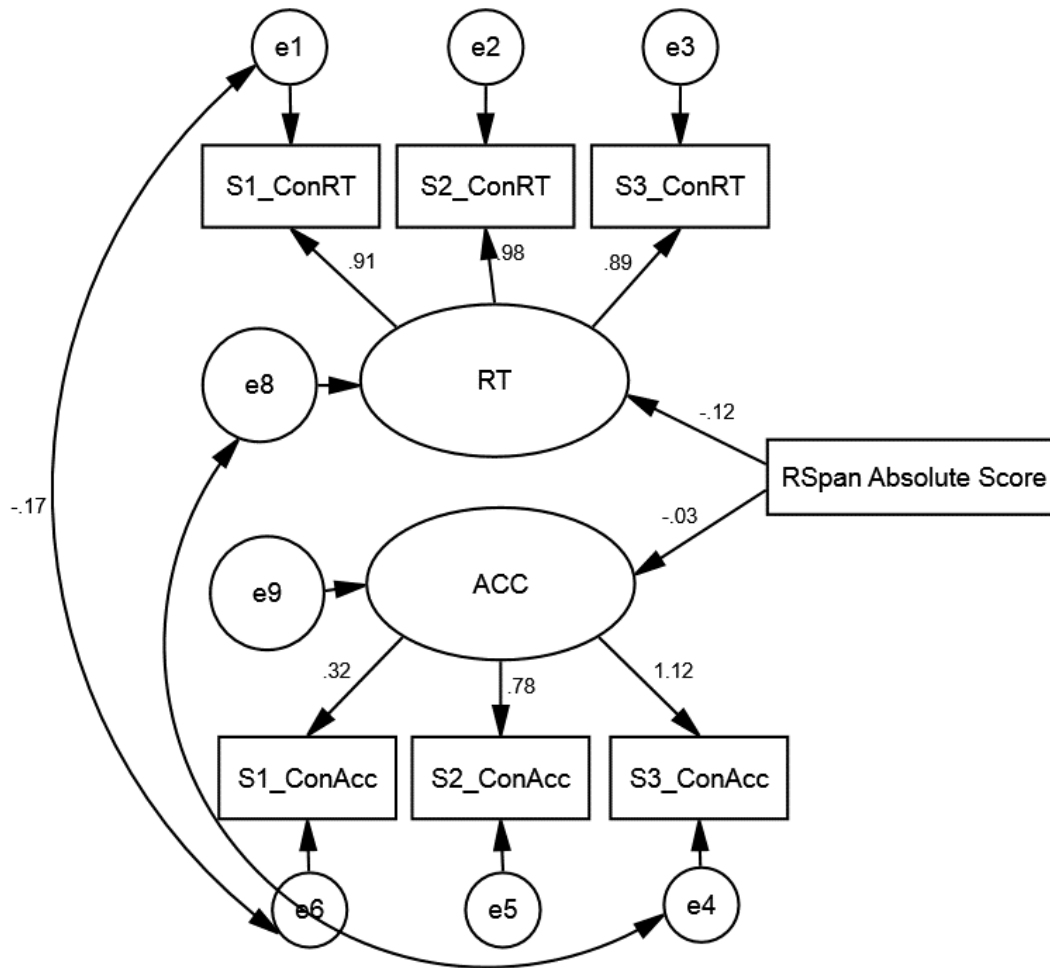 e1
e2
e3
S1_ConRT
S2_ConRT
S3_ConRT
.91
.98
.89
e8
RT
-.12
RSpan Absolute Score
-.17
-.03
e9
ACC
.32
.78
1.12
S1_ConAcc
S2_ConAcc
S3_ConAcc
e6
e5
e4